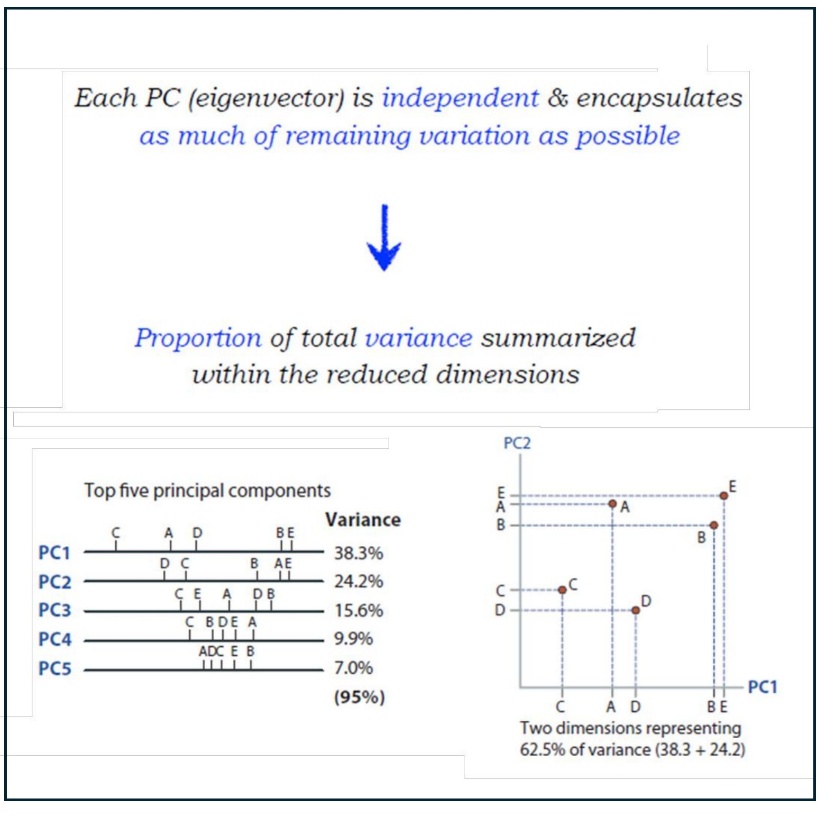 Each PC (eigenvector) is independent & encapsulates
as much of remaining variation as possible
Proportion of total variance summarized
within the reduced dimensions
Top five principal components
Variance
C A D B E
PC1 38.3%
D C B A E
PC2 24.2%
C E A D B
PC3 15.6%
C B D E A
PC4 9.9%
A D C E B
PC5 7.0%
(95%)
PC2
E
A
B
C
D
E
A
B
C
D
PC1
C A D B E
Two dimensions representing
62.5% of variance (38.3 + 24.2)